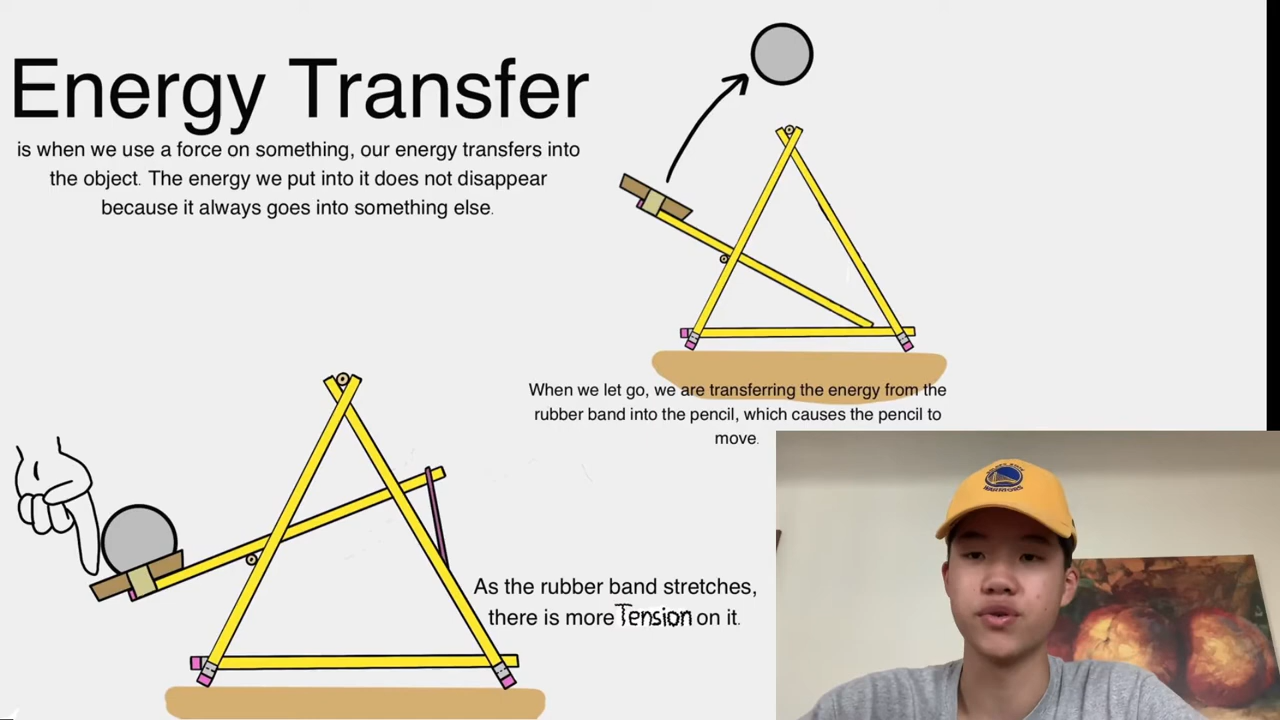 Energy Transfer
is when we use a force on something, our energy transfers into
the object. The energy we put into it does not disappear
because it always goes into something else.
When we let go, we are transferring the energy from the
rubber band into the pencil, which causes the pencil to
move.
As the rubber band stretches,
there is more Tension on it.
WARRIORS